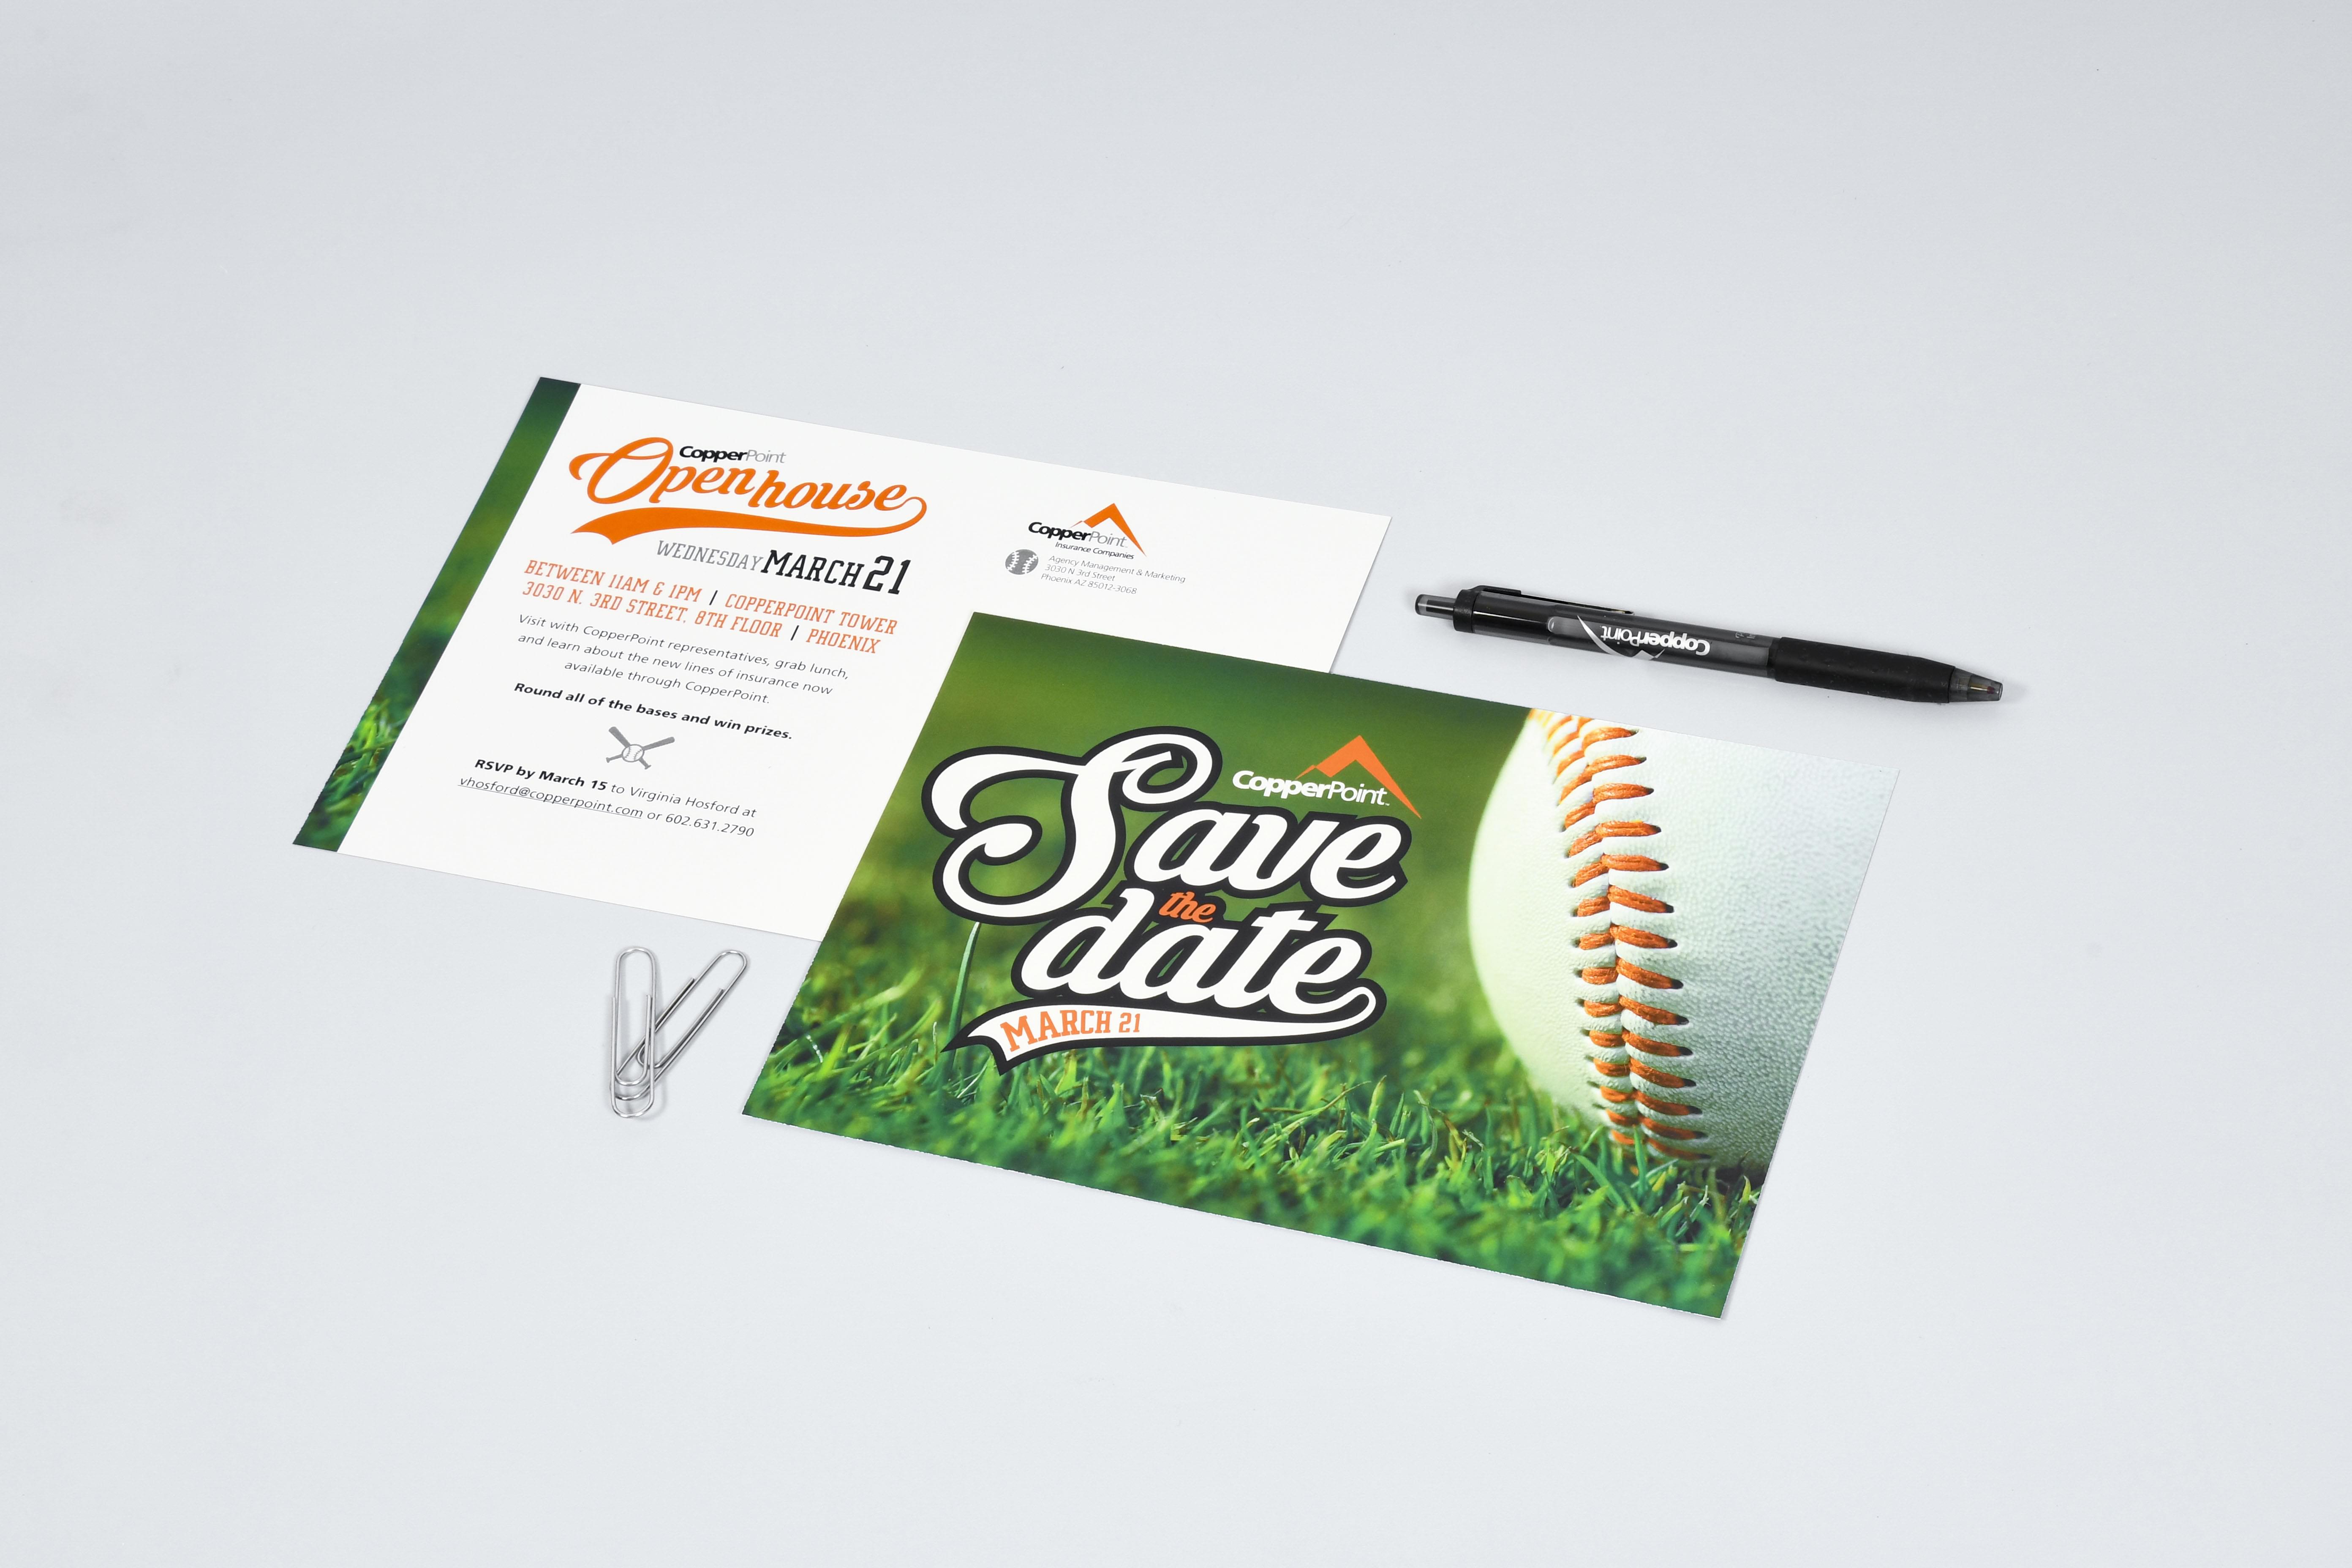 CopperPoint
Openhouse
WEDNESDAY MARCH 21
BETWEEN 11AM & 1PM | COPPERPOINT TOWER
3030 N. 3RD STREET, 8TH FLOOR | PHOENIX
Visit with CopperPoint representatives, grab lunch,
and learn about the new lines of insurance now
available through CopperPoint.
Round all of the bases and win prizes.
RSVP by March 15 to Virginia Hosford at
vhosford@copperpoint.com or 602.631.2790
CopperPoint
Insurance Companies
Agency Management & Marketing
3030 N 3rd Street
Phoenix AZ 85012-3068
CopperPoint
CopperPoint™
Save
the
date
MARCH 21